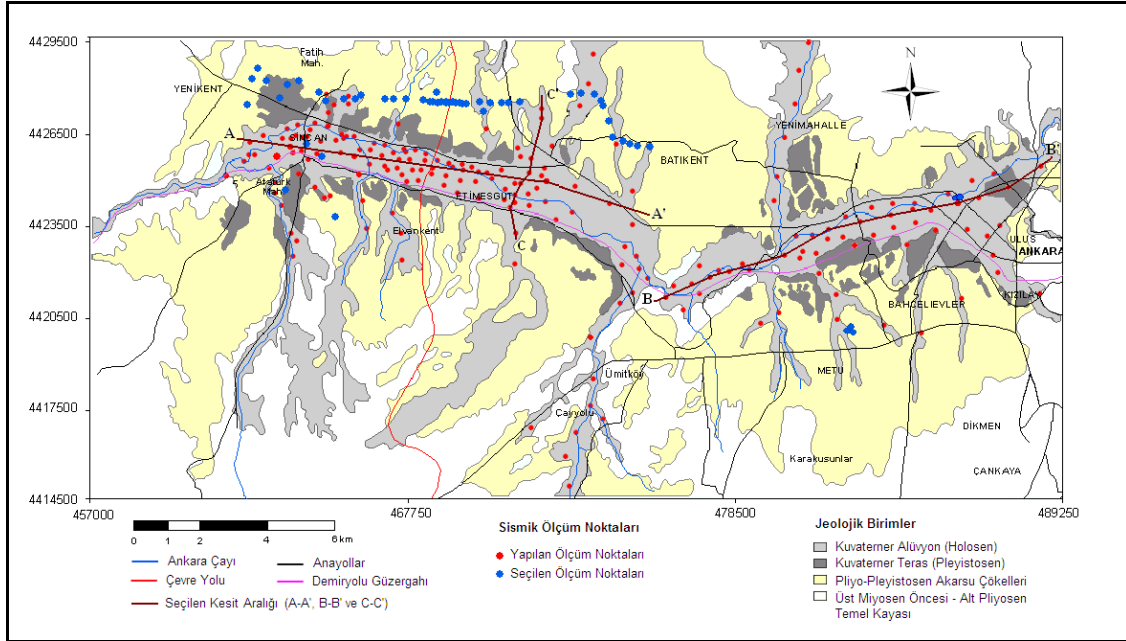 4429500
4426500
4423500
4420500
4417500
4414500
457000
467750
478500
489250
Fatih
Mah.
YENİKENT
A
SİNCAN
Atatürk
Mah.
5
Elvankent
ETİMESGUT
C'
C
A'
BATIKENT
YENİMAHALLE
N
B'
B
ULUS
ANKARA
KIZILAY
BAHÇELİEVLER
METU
Ümitköy
Çayyolu
Karakusunlar
DİKMEN
ÇANKAYA
0 1 2 4 6 km
Ankara Çayı
Anayollar
Çevre Yolu
Demiryolu Güzergahı
Seçilen Kesit Aralığı (A-A', B-B' ve C-C')
Sismik Ölçüm Noktaları
Yapılan Ölçüm Noktaları
Seçilen Ölçüm Noktaları
Jeolojik Birimler
Kuvaterner Alüvyon (Holosen)
Kuvaterner Teras (Pleyistosen)
Pliyo-Pleyistosen Akarsu Çökelleri
Üst Miyosen Öncesi - Alt Pliyosen
Temel Kayası